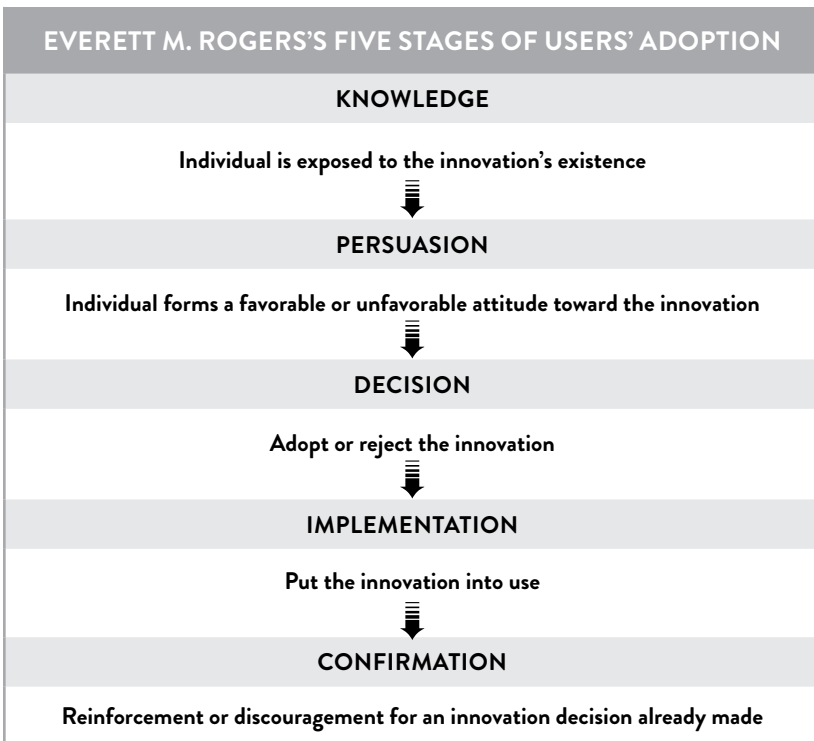 EVERETT M. ROGERS’S FIVE STAGES OF USERS’ ADOPTION
KNOWLEDGE
Individual is exposed to the innovation’s existence
PERSUASION
Individual forms a favorable or unfavorable attitude toward the innovation
DECISION
Adopt or reject the innovation
IMPLEMENTATION
Put the innovation into use
CONFIRMATION
Reinforcement or discouragement for an innovation decision already made